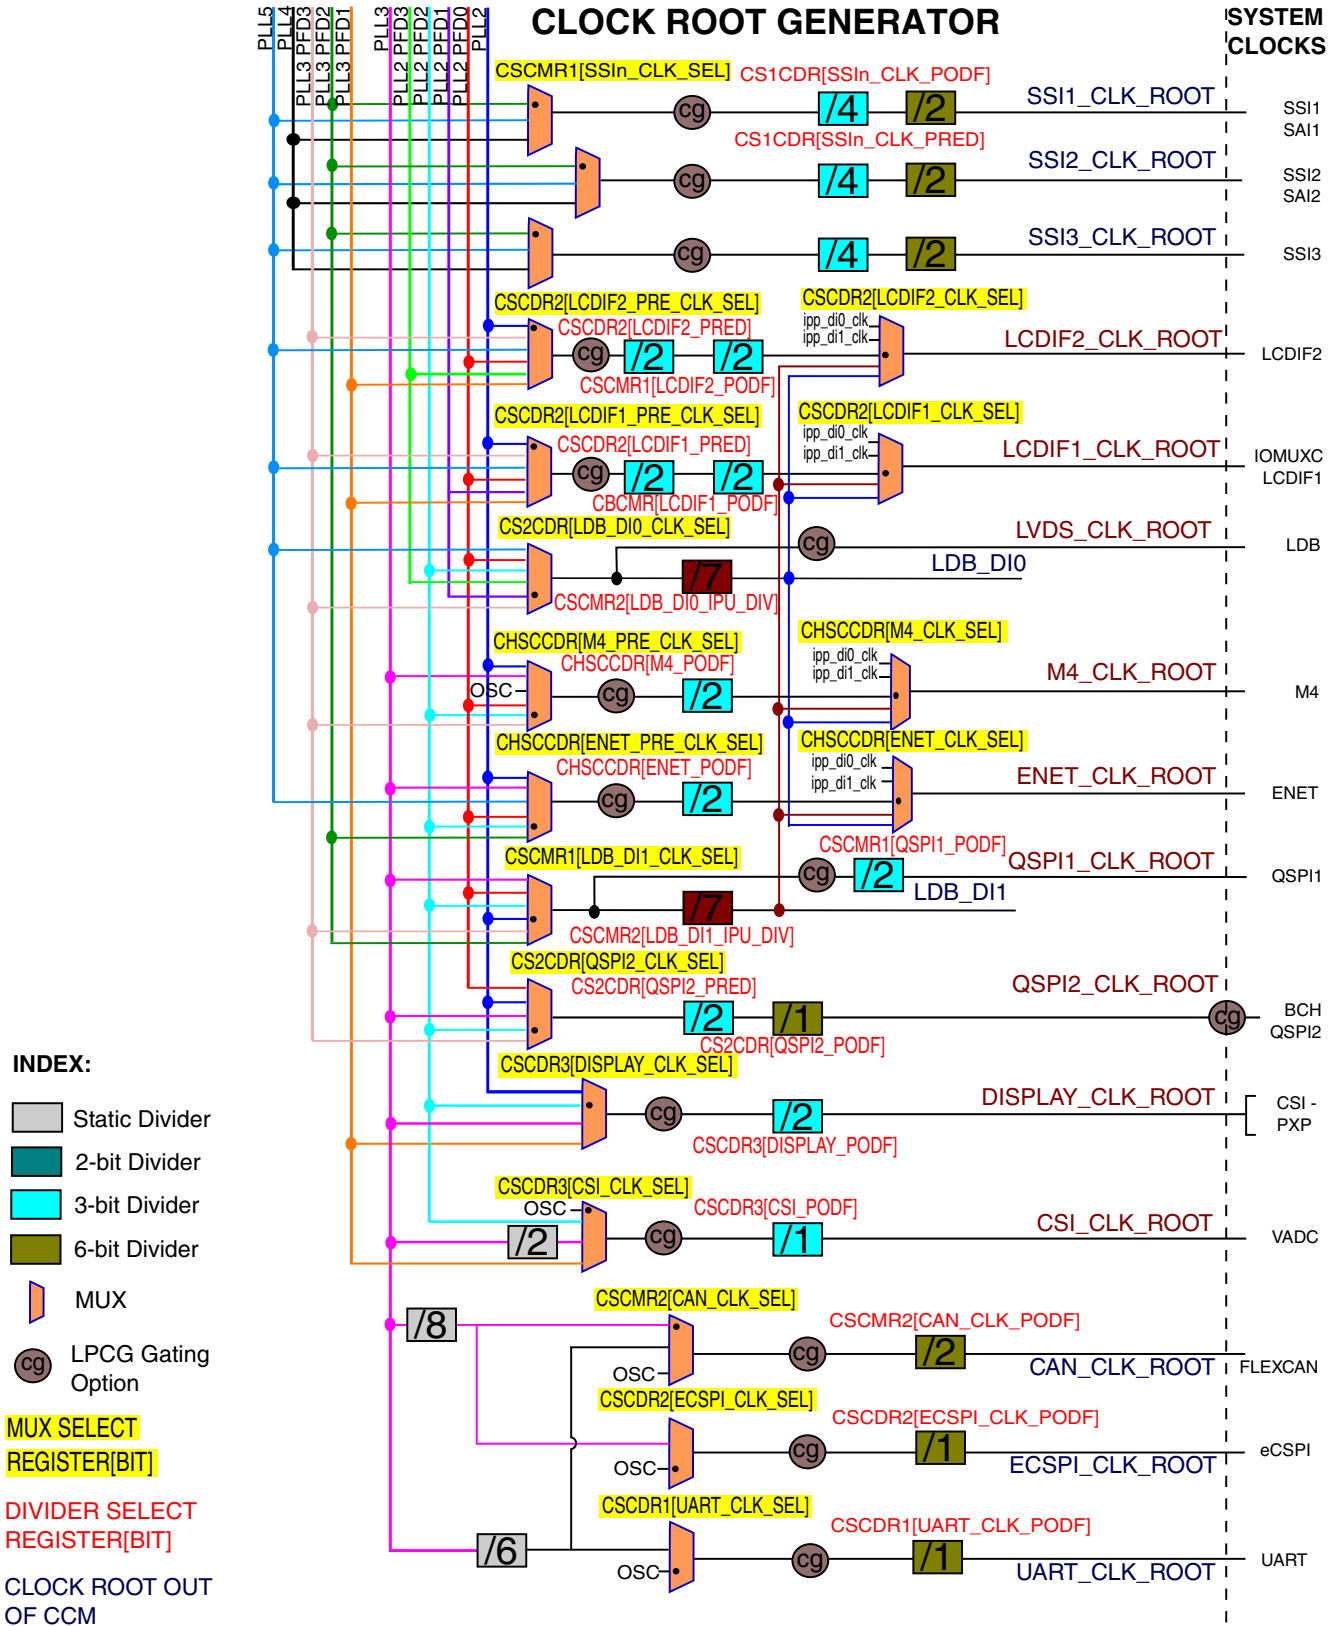 CLOCK ROOT GENERATOR
SYSTEM
CLOCKS
PLL5
PLL4
PLL3 PFD3
PLL3 PFD2
PLL3 PFD1
PLL3
PLL2 PFD3
PLL2 PFD2
PLL2 PFD1
PLL2 PFD0
PLL2
CSCMR1[SSIn_CLK_SEL]
CS1CDR[SSIn_CLK_PODF]
cg
/4
/2
SSI1_CLK_ROOT
SSI1
SAI1
CS1CDR[SSIn_CLK_PRED]
cg
/4
/2
SSI2_CLK_ROOT
SSI2
SAI2
cg
/4
/2
SSI3_CLK_ROOT
SSI3
CSCDR2[LCDIF2_PRE_CLK_SEL]
CSCDR2[LCDIF2_CLK_SEL]
CSCDR2[LCDIF2_PRED]
ipp_di0_clk
ipp_di1_clk
cg
/2
/2
LCDIF2_CLK_ROOT
LCDIF2
CSCMR1[LCDIF2_PODF]
CSCDR2[LCDIF1_PRE_CLK_SEL]
CSCDR2[LCDIF1_CLK_SEL]
CSCDR2[LCDIF1_PRED]
ipp_di0_clk
ipp_di1_clk
cg
/2
/2
LCDIF1_CLK_ROOT
IOMUXC
LCDIF1
CBCMR[LCDIF1_PODF]
CS2CDR[LDB_DI0_CLK_SEL]
cg
LVDS_CLK_ROOT
LDB
/7
LDB_DI0
CSCMR2[LDB_DI0_IPU_DIV]
CHSCCDR[M4_PRE_CLK_SEL]
CHSCCDR[M4_CLK_SEL]
CHSCCDR[M4_PODF]
ipp_di0_clk
ipp_di1_clk
OSC
cg
/2
M4_CLK_ROOT
M4
CHSCCDR[ENET_PRE_CLK_SEL]
CHSCCDR[ENET_CLK_SEL]
CHSCCDR[ENET_PODF]
ipp_di0_clk
ipp_di1_clk
cg
/2
ENET_CLK_ROOT
ENET
CSCMR1[LDB_DI1_CLK_SEL]
CSCMR1[QSPI1_PODF]
cg
/2
QSPI1_CLK_ROOT
QSPI1
/7
LDB_DI1
CSCMR2[LDB_DI1_IPU_DIV]
CS2CDR[QSPI2_CLK_SEL]
CS2CDR[QSPI2_PRED]
/2
/1
QSPI2_CLK_ROOT
cg
BCH
QSPI2
CS2CDR[QSPI2_PODF]
CSCDR3[DISPLAY_CLK_SEL]
cg
/2
DISPLAY_CLK_ROOT
CSI -
PXP
CSCDR3[DISPLAY_PODF]
CSCDR3[CSI_CLK_SEL]
OSC
CSCDR3[CSI_PODF]
/2
cg
/1
CSI_CLK_ROOT
VADC
CSCMR2[CAN_CLK_SEL]
CSCMR2[CAN_CLK_PODF]
/8
OSC
cg
/2
CAN_CLK_ROOT
FLEXCAN
CSCDR2[ECSPI_CLK_SEL]
CSCDR2[ECSPI_CLK_PODF]
OSC
cg
/1
ECSPI_CLK_ROOT
eCSPI
CSCDR1[UART_CLK_SEL]
CSCDR1[UART_CLK_PODF]
/6
OSC
cg
/1
UART_CLK_ROOT
UART
INDEX:
Static Divider
2-bit Divider
3-bit Divider
6-bit Divider
MUX
cg
LPCG Gating
Option
MUX SELECT
REGISTER[BIT]
DIVIDER SELECT
REGISTER[BIT]
CLOCK ROOT OUT
OF CCM